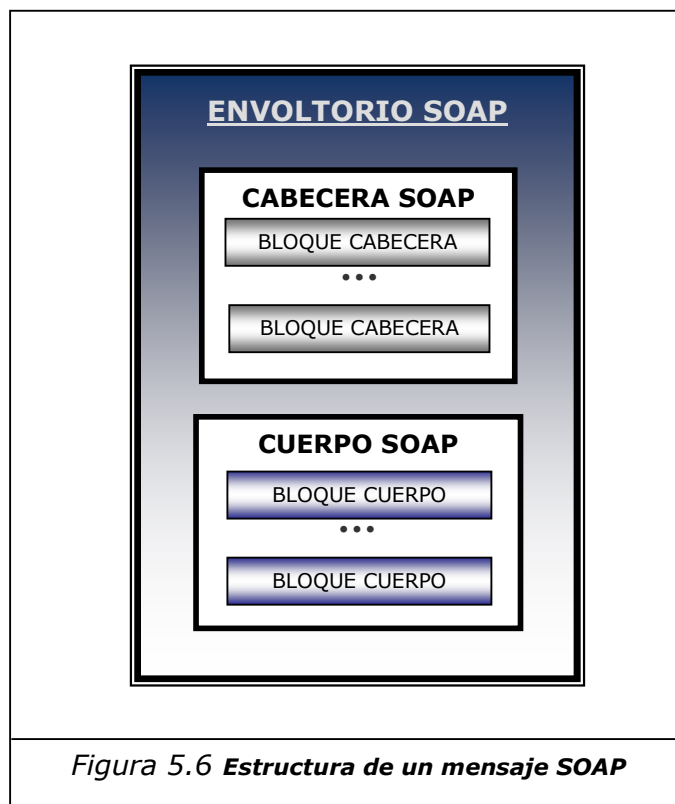 ENVOLTORIO SOAP
CABECERA SOAP
BLOQUE CABECERA
...
BLOQUE CABECERA
CUERPO SOAP
BLOQUE CUERPO
...
BLOQUE CUERPO
Figura 5.6 Estructura de un mensaje SOAP